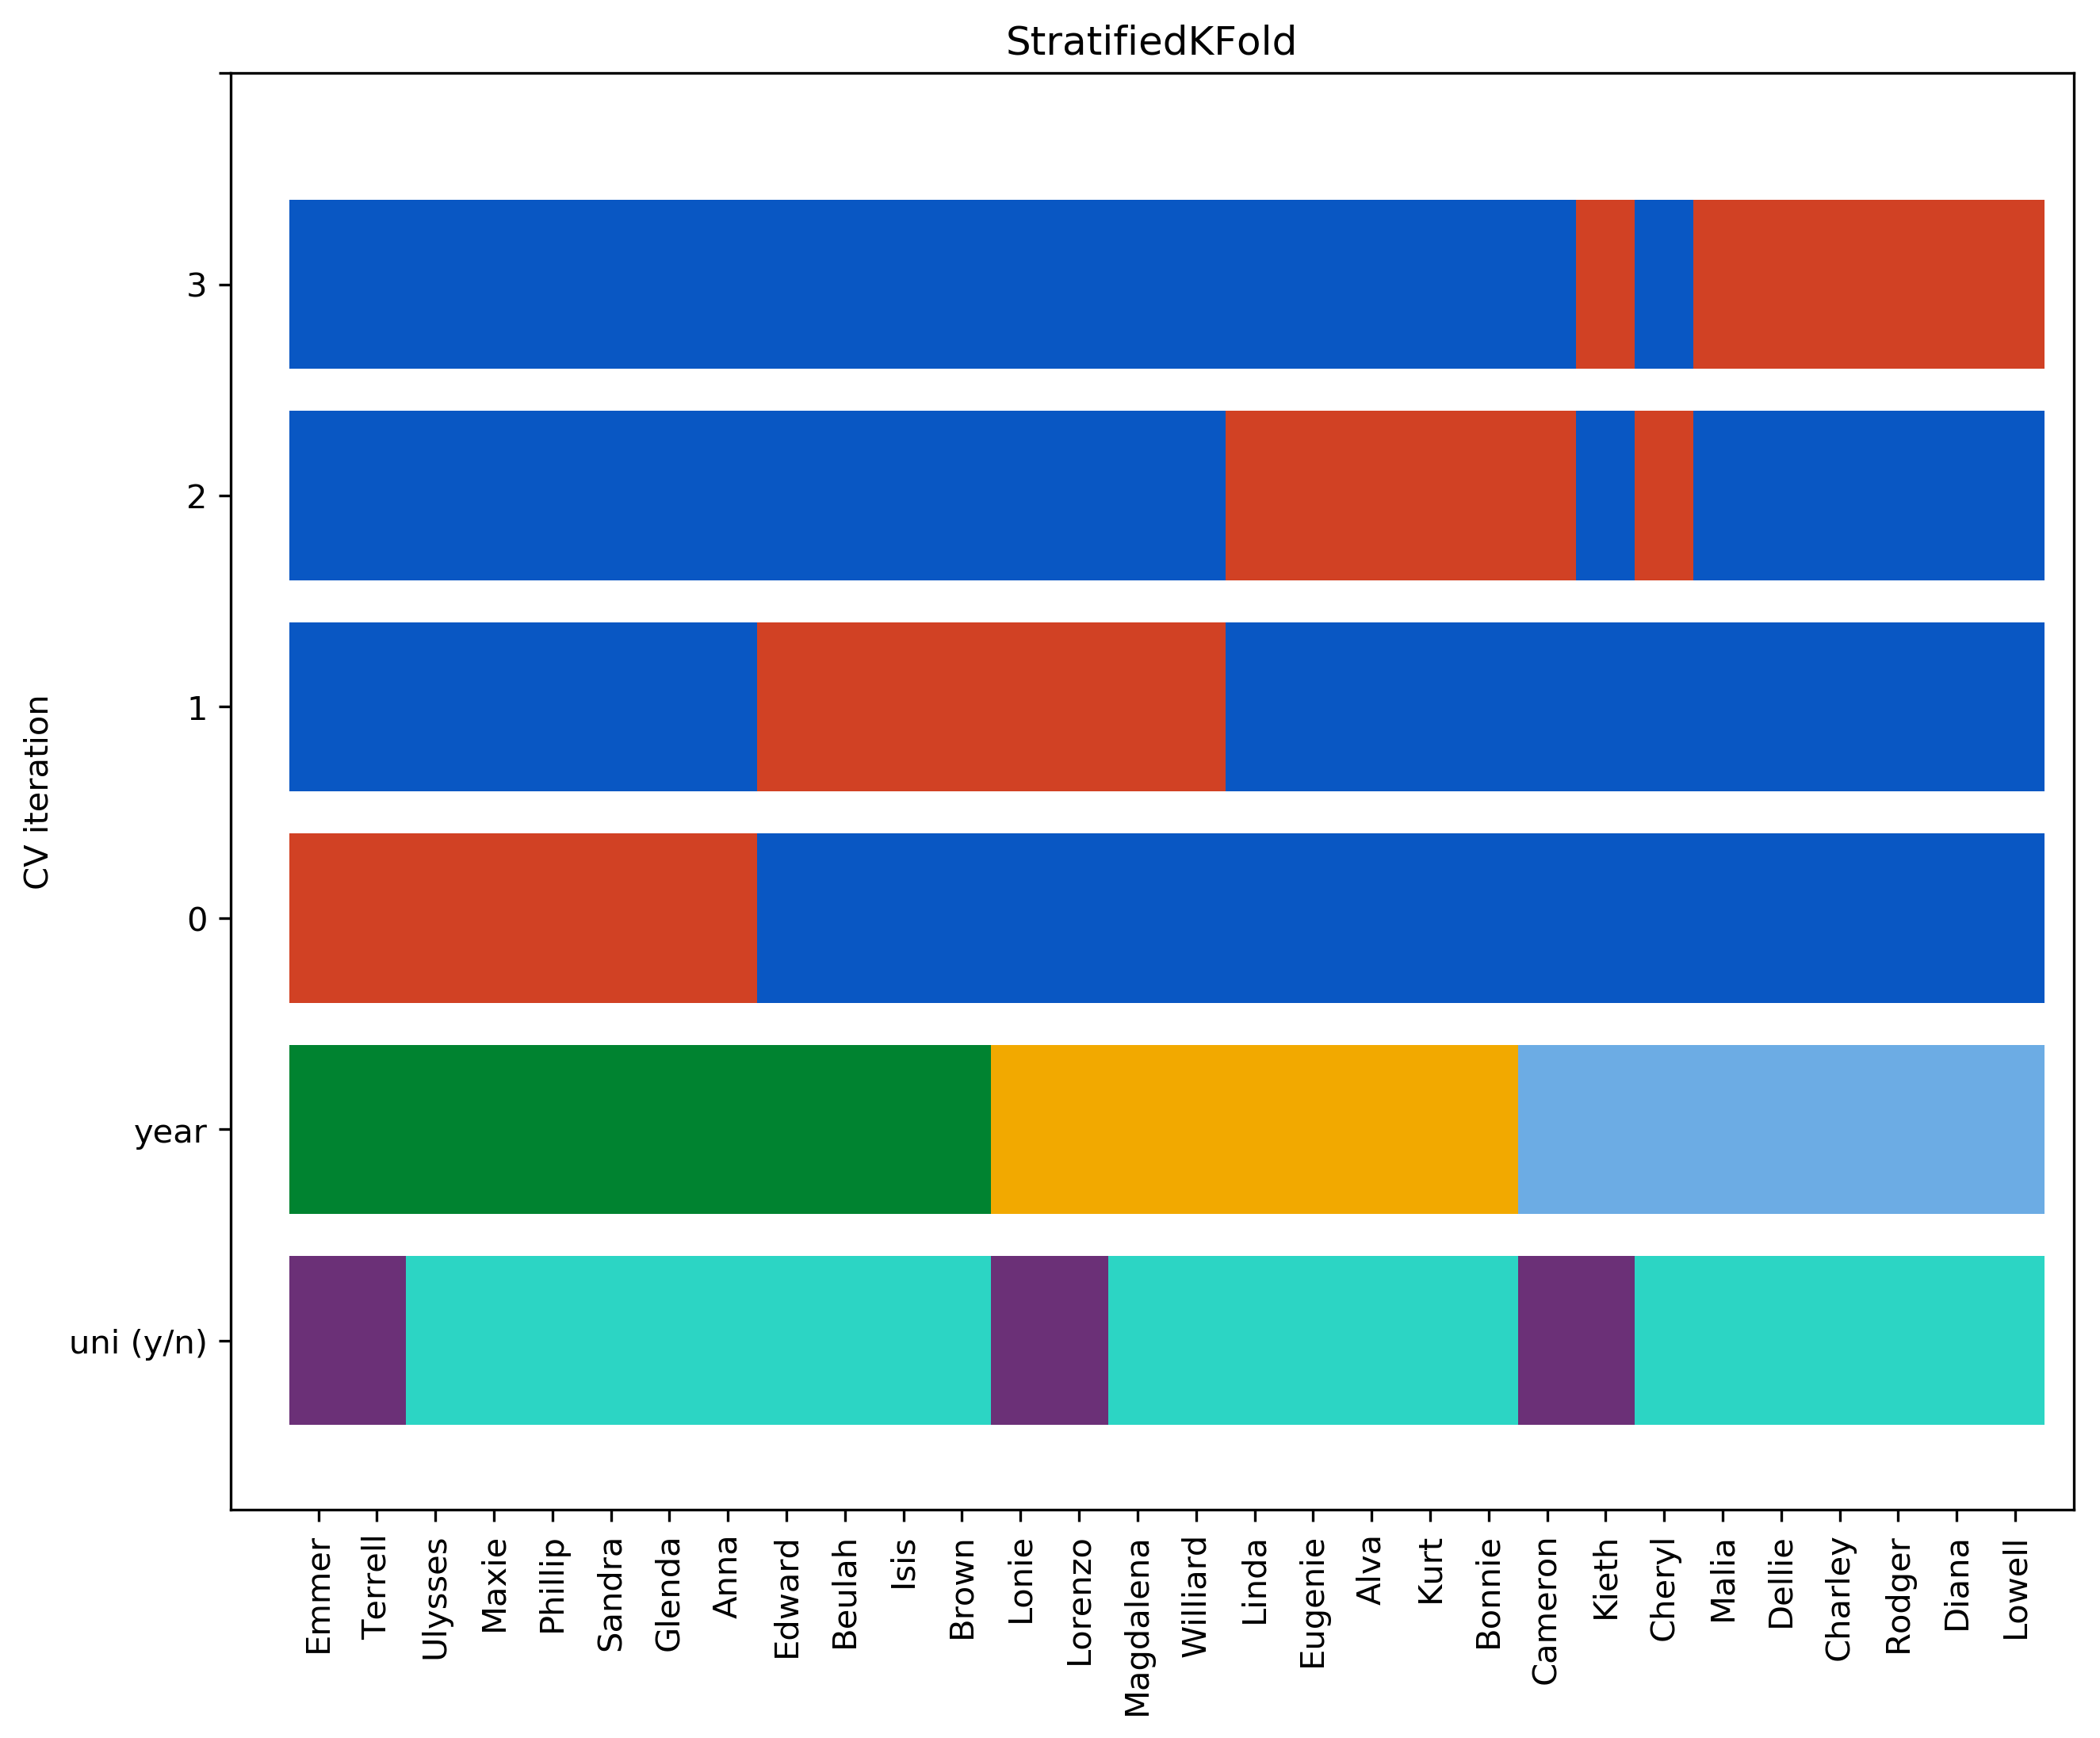 StratifiedKFold
CV iteration
3
2
1
0
year
uni (y/n)
Emmer
Terrell
Ulysses
Maxie
Phillip
Sandra
Glenda
Anna
Edward
Beulah
Isis
Brown
Lonie
Lorenzo
Magdalena
Williard
Linda
Eugenie
Alva
Kurt
Bonnie
Cameron
Kieth
Cheryl
Malia
Dellie
Charley
Rodger
Diana
Lowell